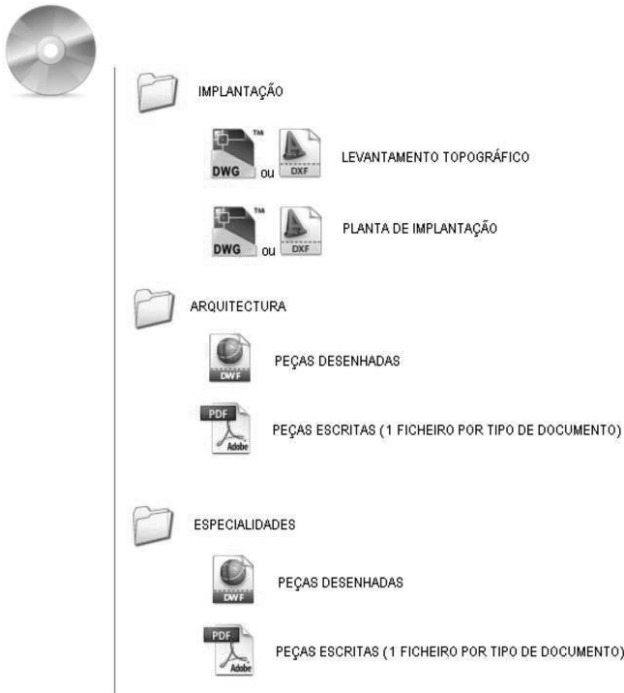 IMPLANTAÇÃO
DWG TM ou DXF LEVANTAMENTO TOPOGRÁFICO
DWG TM ou DXF PLANTA DE IMPLANTAÇÃO
ARQUITECTURA
DWF PEÇAS DESENHADAS
PDF Adobe PEÇAS ESCRITAS (1 FICHEIRO POR TIPO DE DOCUMENTO)
ESPECIALIDADES
DWF PEÇAS DESENHADAS
PDF Adobe PEÇAS ESCRITAS (1 FICHEIRO POR TIPO DE DOCUMENTO)